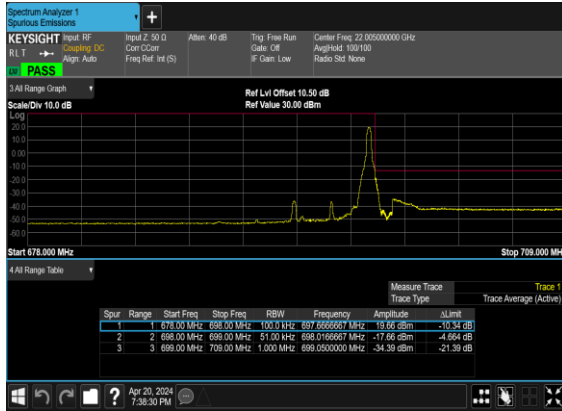 Spectrum Analyzer 1
Spurious Emissions
KEYSIGHT Input: RF Input Z: 50 Ω Atten: 40 dB Trig: Free Run Center Freq: 22.005000000 GHz
RLT Coupling: DC Corr CCorr Gate: Off Avg|Hold: 100/100
Align: Auto Freq Ref: Int (S) IF Gain: Low Radio Std: None
PASS
3 All Range Graph
Ref Lvl Offset 10.50 dB
Scale/Div 10.0 dB Ref Value 30.00 dBm
Log
20.0
10.0
0.00
-10.0
-20.0
-30.0
-40.0
-50.0
-60.0
Start 678.000 MHz Stop 709.000 MH
4 All Range Table
Measure Trace Trace 1
Trace Type Trace Average (Active)
Spur Range Start Freq Stop Freq RBW Frequency Amplitude ΔLimit
1 1 678.00 MHz 698.00 MHz 100.0 kHz 697.6666667 MHz 19.66 dBm -10.34 dB
2 2 698.00 MHz 699.00 MHz 51.00 kHz 698.0166667 MHz -17.66 dBm -4.664 dB
3 3 699.00 MHz 709.00 MHz 1.000 MHz 699.0500000 MHz -34.39 dBm -21.39 dB
Apr 20, 2024
7:38:30 PM